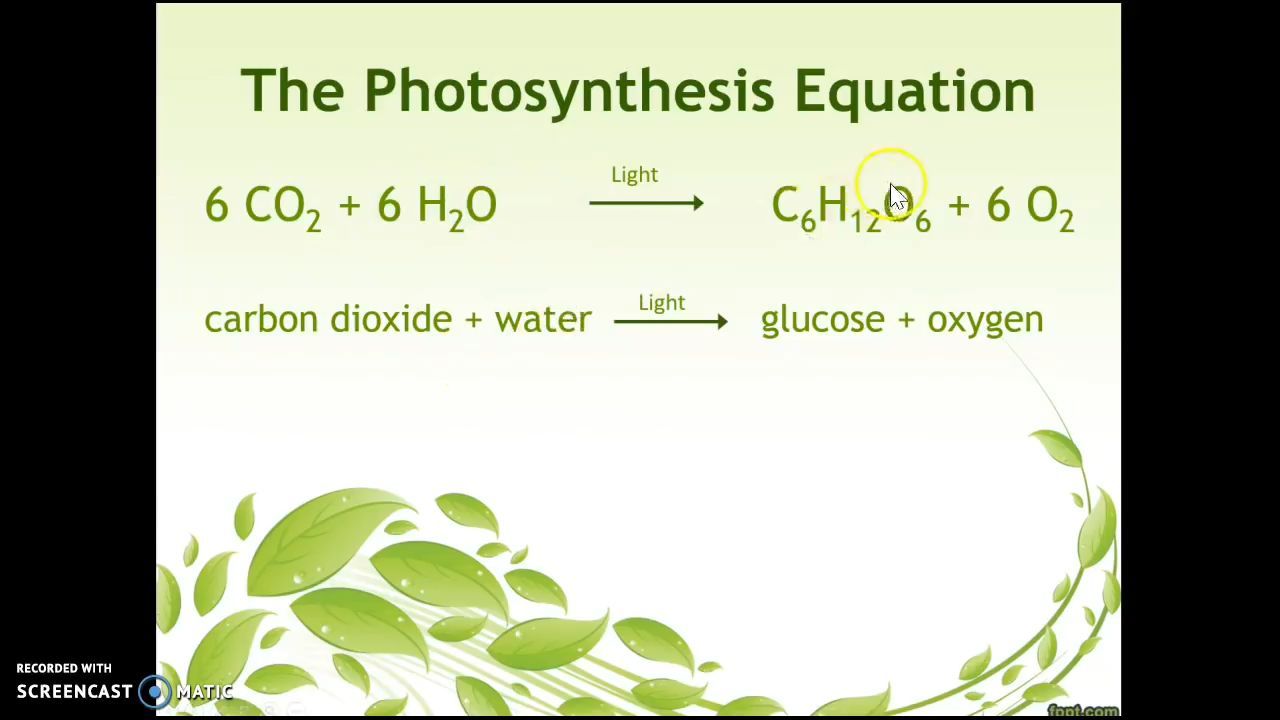 The Photosynthesis Equation
Light
6 CO₂ + 6 H₂O → C₆H₁₂O₆ + 6 O₂
Light
carbon dioxide + water → glucose + oxygen
RECORDED WITH
SCREENCAST MATIC
fppt.com